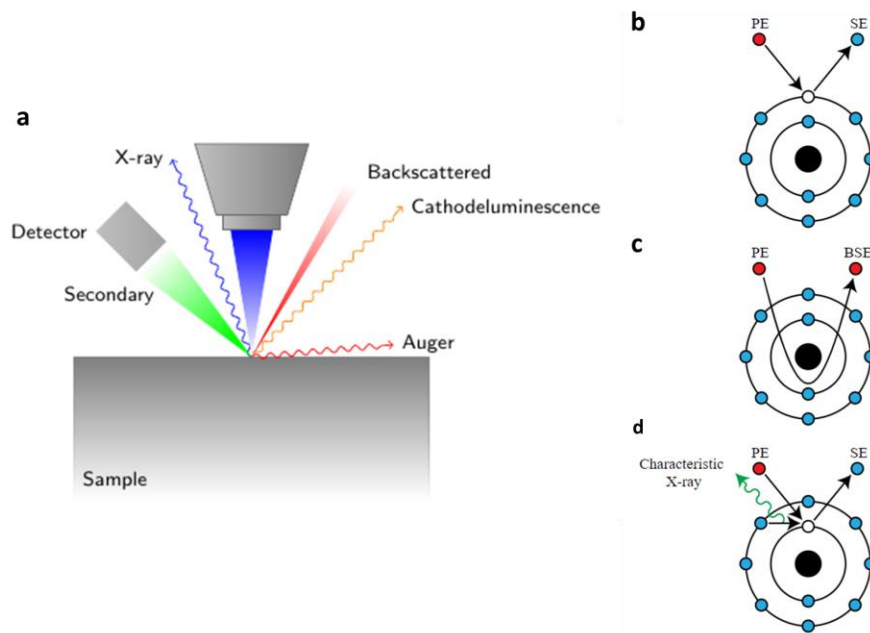 a
X-ray
Backscattered
Cathodeluminescence
Detector
Secondary
Auger
Sample
b
PE SE
c
PE BSE
d
PE SE
Characteristic
X-ray